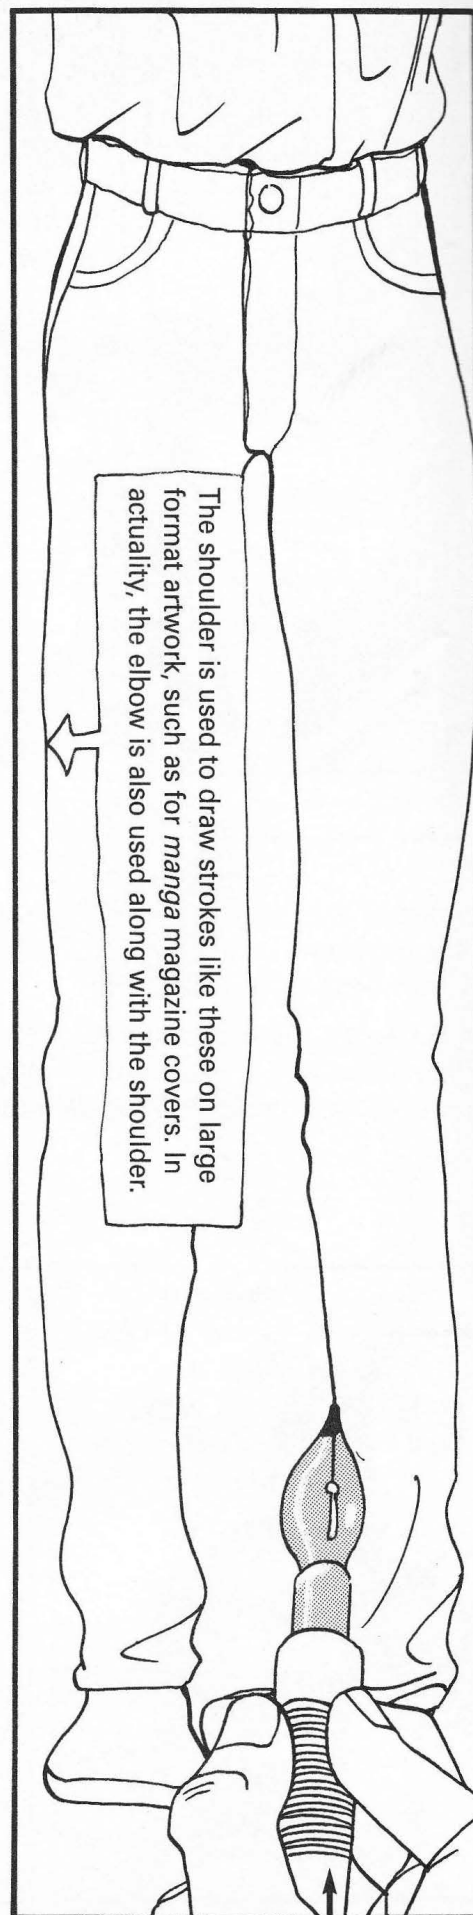 The shoulder is used to draw strokes like these on large
format artwork, such as for manga magazine covers. In
actuality, the elbow is also used along with the shoulder.